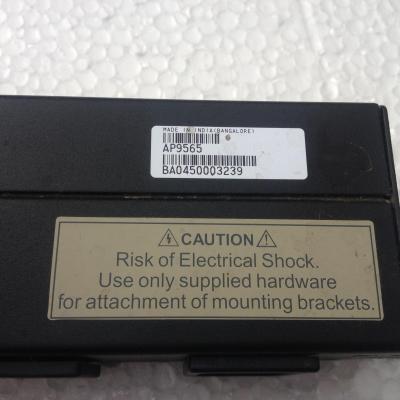 MADE IN INDIA(BANGALORE)
AP9565
BA0450003239
CAUTION
Risk of Electrical Shock.
Use only supplied hardware
for attachment of mounting brackets.